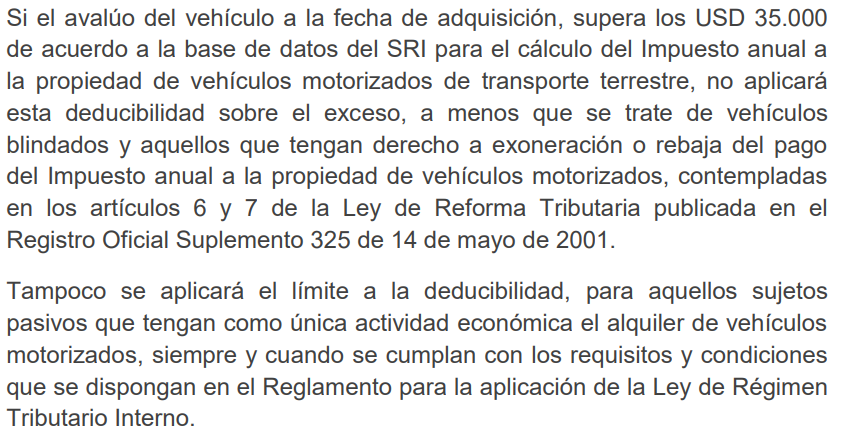 Si el avalúo del vehículo a la fecha de adquisición, supera los USD 35.000
de acuerdo a la base de datos del SRI para el cálculo del Impuesto anual a
la propiedad de vehículos motorizados de transporte terrestre, no aplicará
esta deducibilidad sobre el exceso, a menos que se trate de vehículos
blindados y aquellos que tengan derecho a exoneración o rebaja del pago
del Impuesto anual a la propiedad de vehículos motorizados, contempladas
en los artículos 6 y 7 de la Ley de Reforma Tributaria publicada en el
Registro Oficial Suplemento 325 de 14 de mayo de 2001.
Tampoco se aplicará el límite a la deducibilidad, para aquellos sujetos
pasivos que tengan como única actividad económica el alquiler de vehículos
motorizados, siempre y cuando se cumplan con los requisitos y condiciones
que se dispongan en el Reglamento para la aplicación de la Ley de Régimen
Tributario Interno.